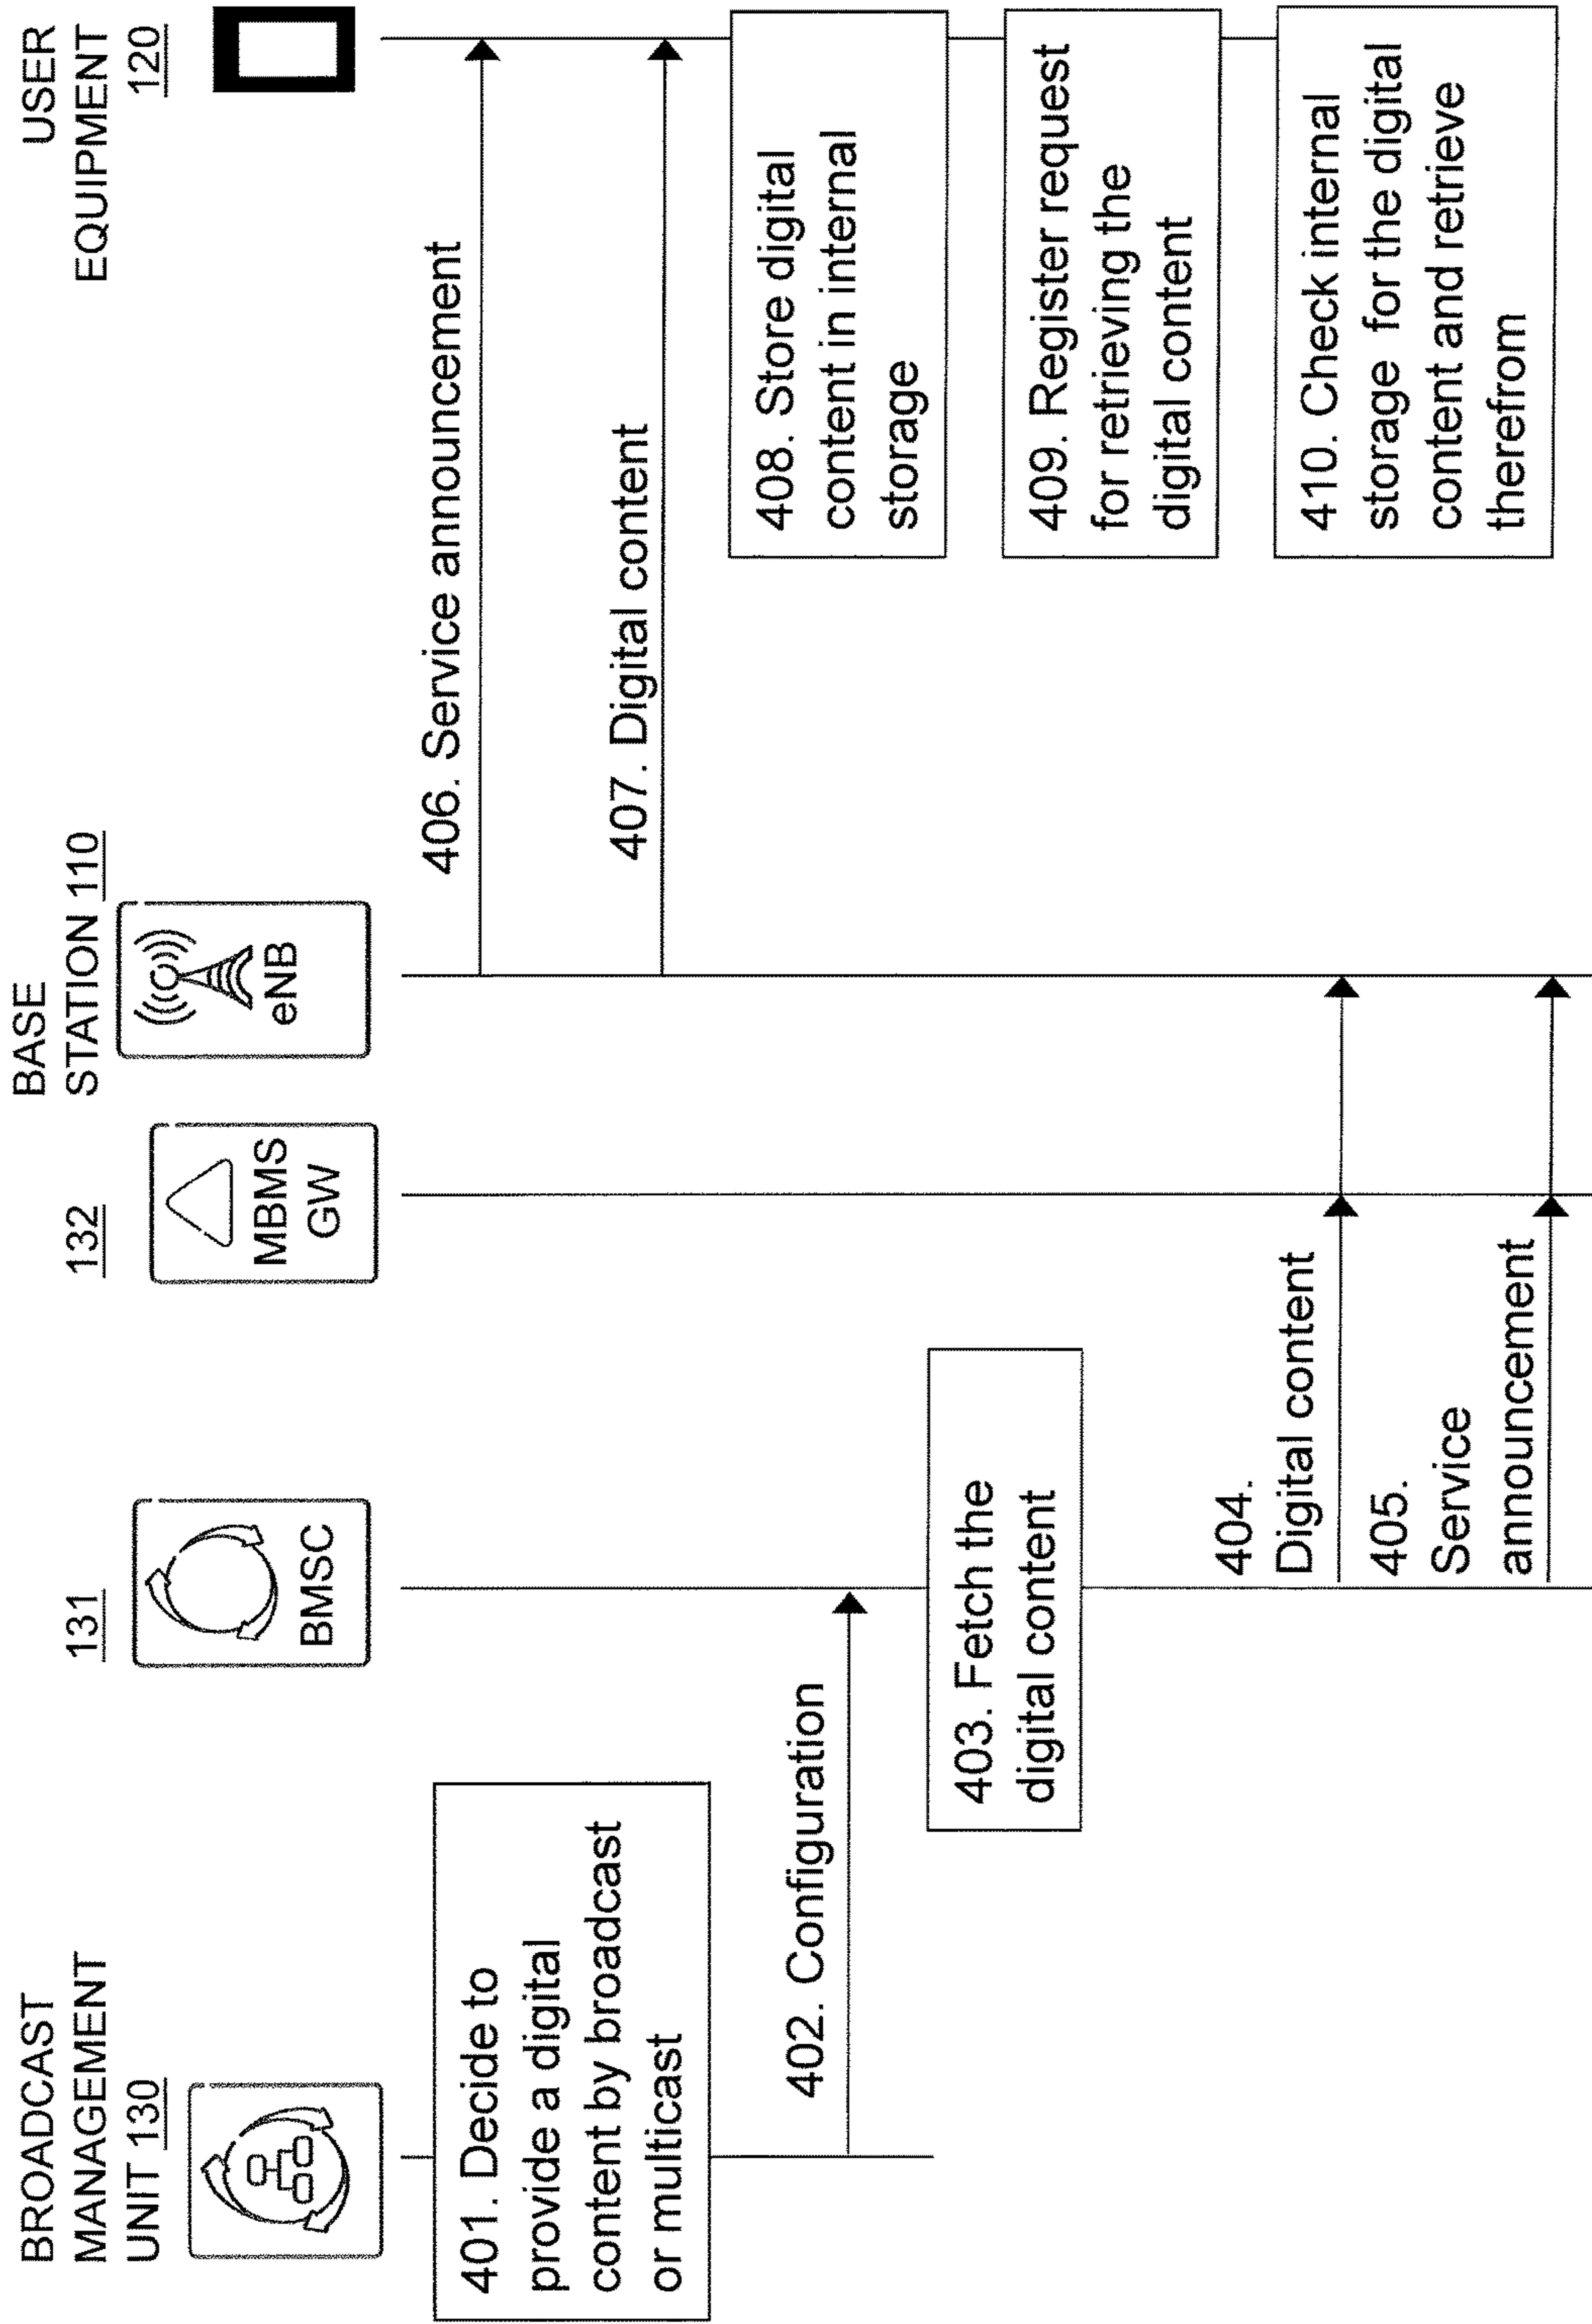 BROADCAST
MANAGEMENT
UNIT 130
131
BMSC
132
MBMS
GW
BASE
STATION 110
eNB
USER
EQUIPMENT
120
401. Decide to
provide a digital
content by broadcast
or multicast
402. Configuration
403. Fetch the
digital content
404.
Digital content
405.
Service
announcement
406. Service announcement
407. Digital content
408. Store digital
content in internal
storage
409. Register request
for retrieving the
digital content
410. Check internal
storage for the digital
content and retrieve
therefrom